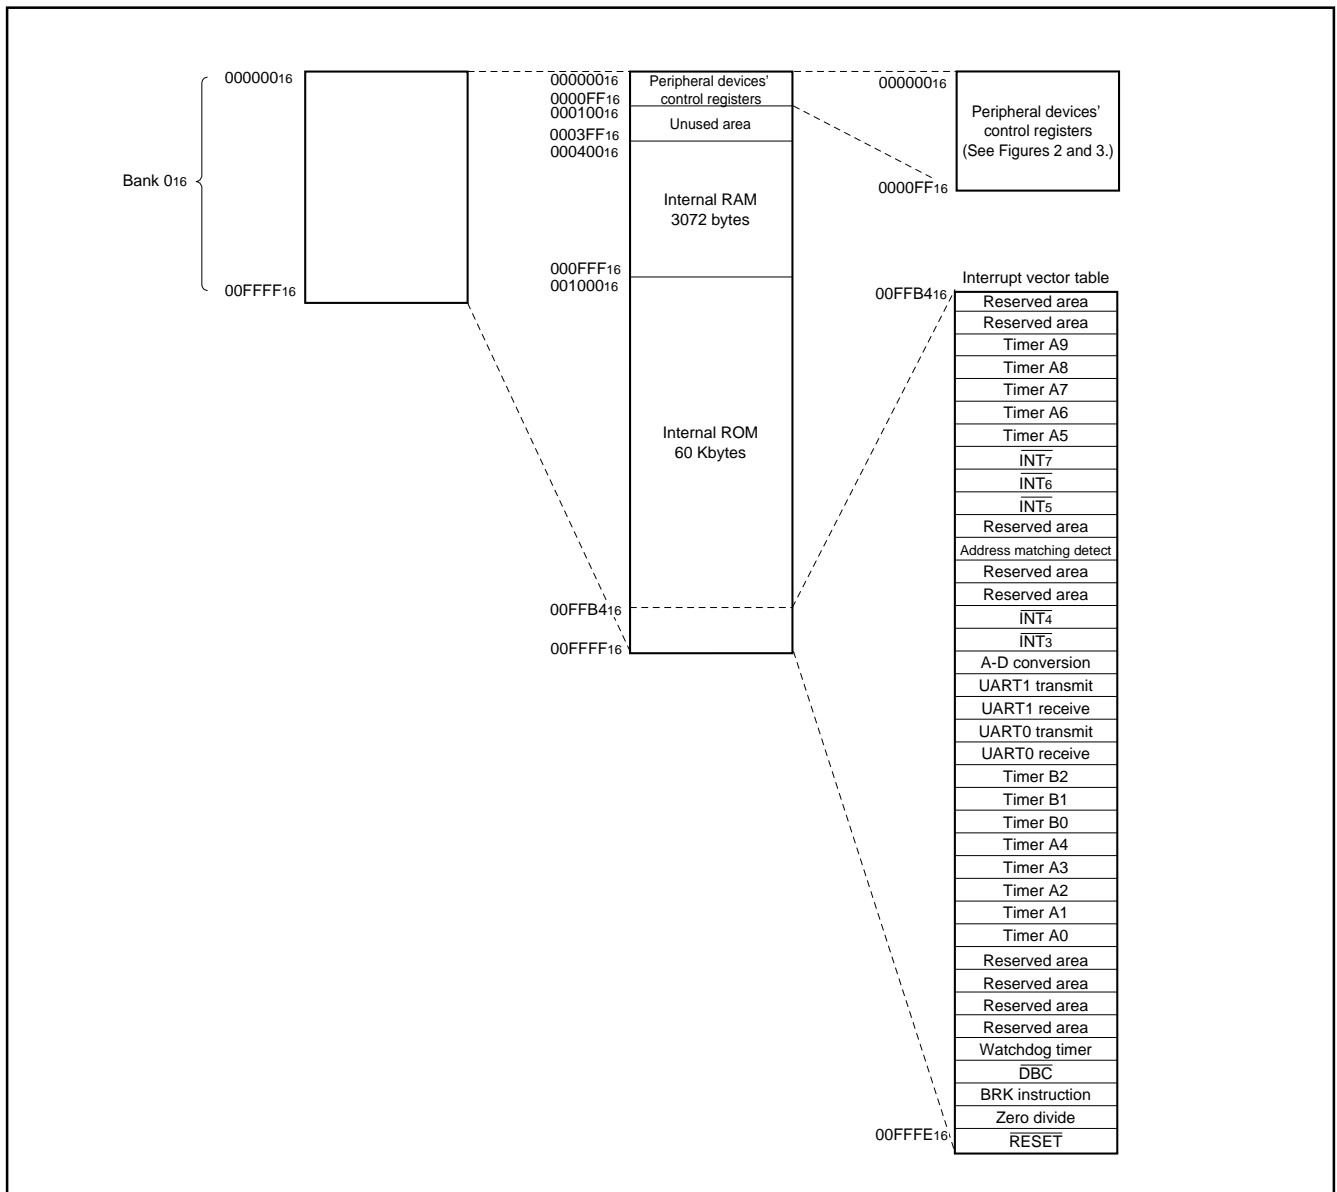 Bank 016
00000016
00FFFF16
00000016
0000FF16
00010016
0003FF16
00040016
000FFF16
00100016
00FFB416
00FFFF16
Peripheral devices’
control registers
Unused area
Internal RAM
3072 bytes
Internal ROM
60 Kbytes
00000016
0000FF16
Peripheral devices’
control registers
(See Figures 2 and 3.)
Interrupt vector table
00FFB416
Reserved area
Reserved area
Timer A9
Timer A8
Timer A7
Timer A6
Timer A5
INT7
INT6
INT5
Reserved area
Address matching detect
Reserved area
Reserved area
INT4
INT3
A-D conversion
UART1 transmit
UART1 receive
UART0 transmit
UART0 receive
Timer B2
Timer B1
Timer B0
Timer A4
Timer A3
Timer A2
Timer A1
Timer A0
Reserved area
Reserved area
Reserved area
Reserved area
Watchdog timer
DBC
BRK instruction
Zero divide
00FFFE16
RESET